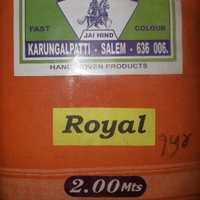 FAST COLOUR
JAI HIND
KARUNGALPATTI - SALEM - 636 006.
HAND WOVEN PRODUCTS
Royal
2.00 Mts